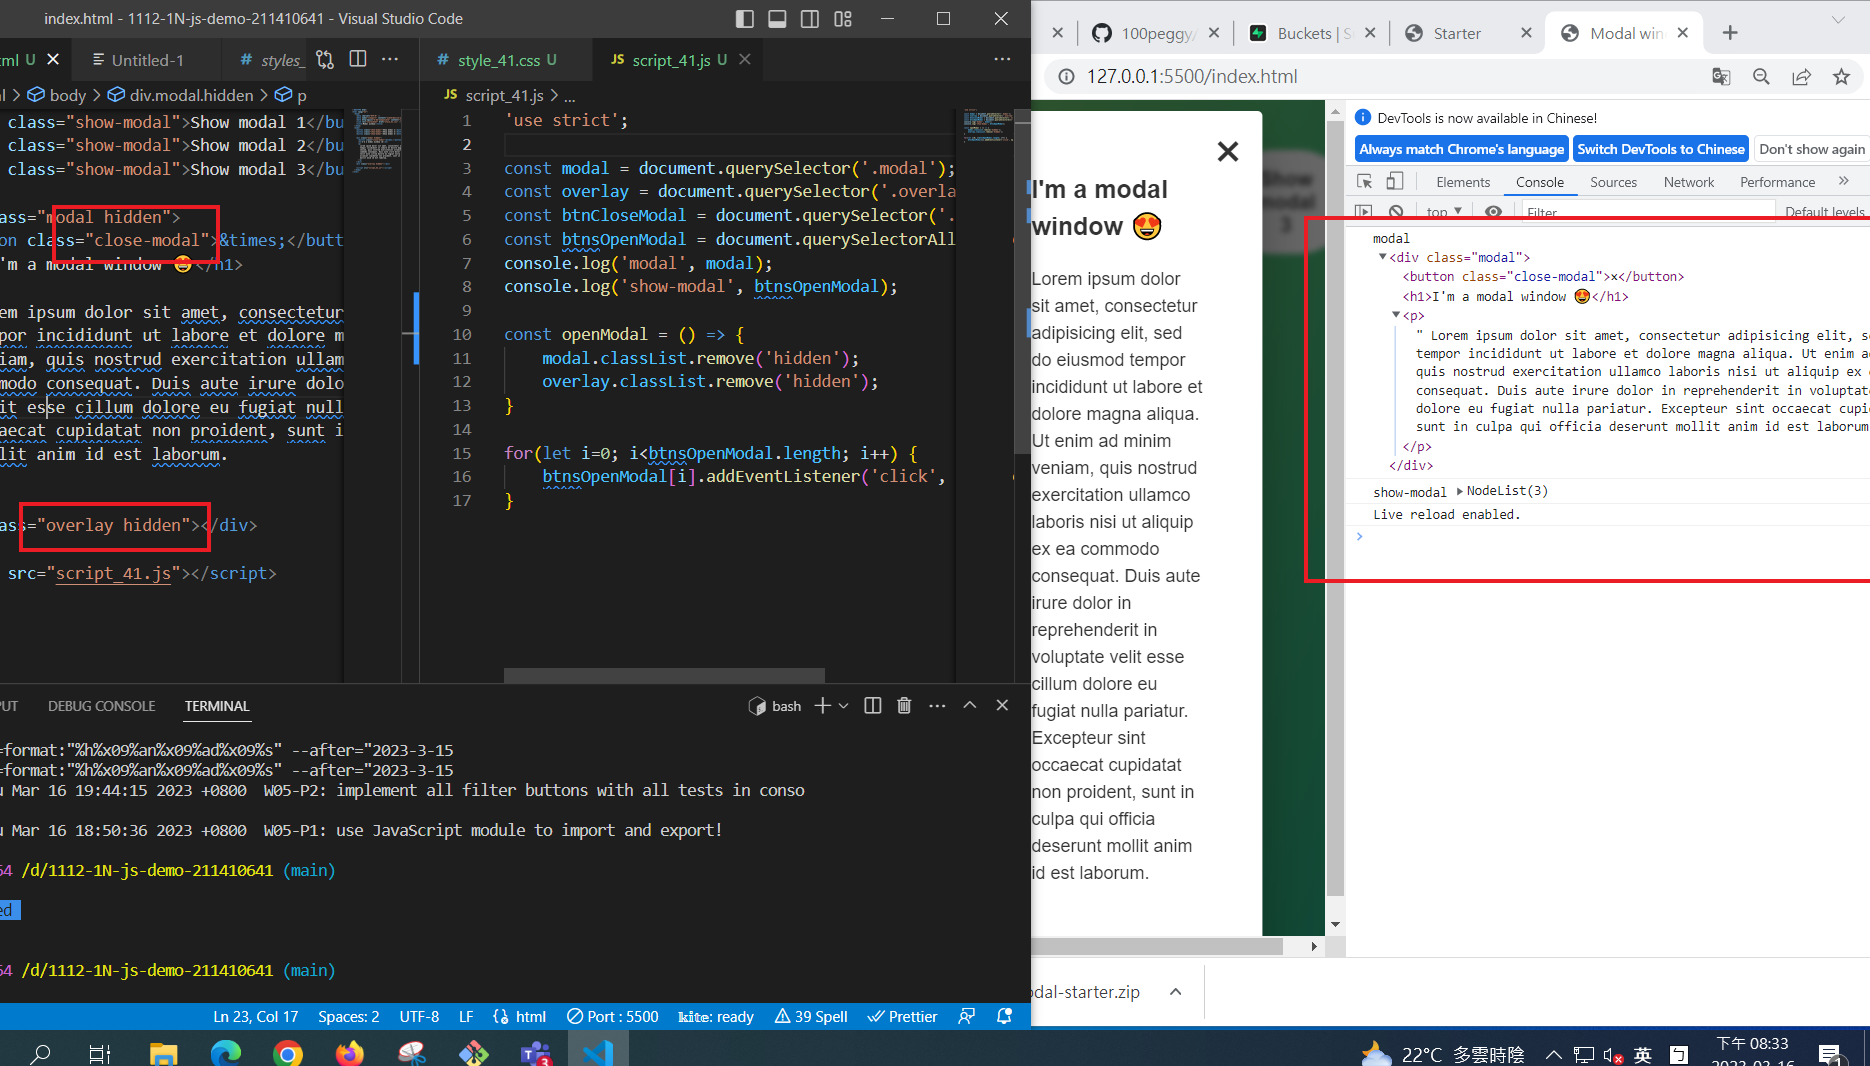 index.html - 1112-1N-js-demo-211410641 - Visual Studio Code
ml U
Untitled-1
# styles_
# style_41.css U
JS script_41.js U
body > div.modal.hidden > p
JS script_41.js > ...
class="show-modal">Show modal 1</bu
class="show-modal">Show modal 2</bu
class="show-modal">Show modal 3</bu
ass="modal hidden">
on class="close-modal">&times;</butt
'm a modal window 😍</h1>
em ipsum dolor sit amet, consectetur
por incididunt ut labore et dolore m
iam, quis nostrud exercitation ullam
modo consequat. Duis aute irure dolo
it esse cillum dolore eu fugiat null
aecat cupidatat non proident, sunt i
lit anim id est laborum.
ass="overlay hidden"></div>
src="script_41.js"></script>
1 'use strict';
2
3 const modal = document.querySelector('.modal');
4 const overlay = document.querySelector('.overla
5 const btnCloseModal = document.querySelector('.
6 const btnsOpenModal = document.querySelectorAll
7 console.log('modal', modal);
8 console.log('show-modal', btnsOpenModal);
9
10 const openModal = () => {
11 modal.classList.remove('hidden');
12 overlay.classList.remove('hidden');
13 }
14
15 for(let i=0; i<btnsOpenModal.length; i++) {
16 btnsOpenModal[i].addEventListener('click',
17 }
PUT
DEBUG CONSOLE
TERMINAL
bash
=format:"%h%x09%an%x09%ad%x09%s" --after="2023-3-15
=format:"%h%x09%an%x09%ad%x09%s" --after="2023-3-15
u Mar 16 19:44:15 2023 +0800 W05-P2: implement all filter buttons with all tests in conso
u Mar 16 18:50:36 2023 +0800 W05-P1: use JavaScript module to import and export!
64 /d/1112-1N-js-demo-211410641 (main)
ed
64 /d/1112-1N-js-demo-211410641 (main)
Ln 23, Col 17
Spaces: 2
UTF-8
LF
html
Port : 5500
kite: ready
39 Spell
Prettier
100peggy/
Buckets | S
Starter
Modal win
127.0.0.1:5500/index.html
Show
modal
3
I'm a modal
window 😍
Lorem ipsum dolor
sit amet, consectetur
adipisicing elit, sed
do eiusmod tempor
incididunt ut labore et
dolore magna aliqua.
Ut enim ad minim
veniam, quis nostrud
exercitation ullamco
laboris nisi ut aliquip
ex ea commodo
consequat. Duis aute
irure dolor in
reprehenderit in
voluptate velit esse
cillum dolore eu
fugiat nulla pariatur.
Excepteur sint
occaecat cupidatat
non proident, sunt in
culpa qui officia
deserunt mollit anim
id est laborum.
DevTools is now available in Chinese!
Always match Chrome's language
Switch DevTools to Chinese
Don't show again
Elements
Console
Sources
Network
Performance
top
Filter
Default levels
modal
<div class="modal">
<button class="close-modal">×</button>
<h1>I'm a modal window 😍</h1>
<p>
" Lorem ipsum dolor sit amet, consectetur adipisicing elit, s
tempor incididunt ut labore et dolore magna aliqua. Ut enim a
quis nostrud exercitation ullamco laboris nisi ut aliquip ex
consequat. Duis aute irure dolor in reprehenderit in voluptat
dolore eu fugiat nulla pariatur. Excepteur sint occaecat cupi
sunt in culpa qui officia deserunt mollit anim id est laborum
</p>
</div>
show-modal NodeList(3)
Live reload enabled.
odal-starter.zip
3
22°C 多雲時陰
英
下午 08:33
2023-03-16
1